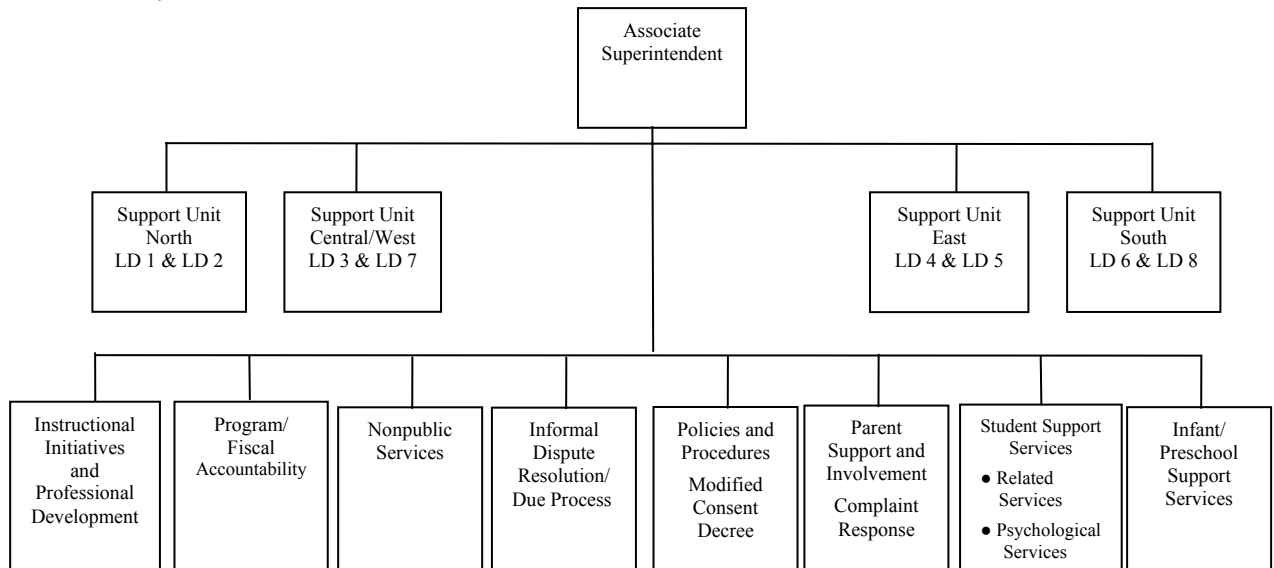 Associate
Superintendent
Support Unit
North
LD 1 & LD 2
Support Unit
Central/West
LD 3 & LD 7
Support Unit
East
LD 4 & LD 5
Support Unit
South
LD 6 & LD 8
Instructional
Initiatives
and
Professional
Development
Program/
Fiscal
Accountability
Nonpublic
Services
Informal
Dispute
Resolution/
Due Process
Policies and
Procedures
Modified
Consent
Decree
Parent
Support and
Involvement
Complaint
Response
Student Support
Services
● Related
Services
● Psychological
Services
Infant/
Preschool
Support
Services